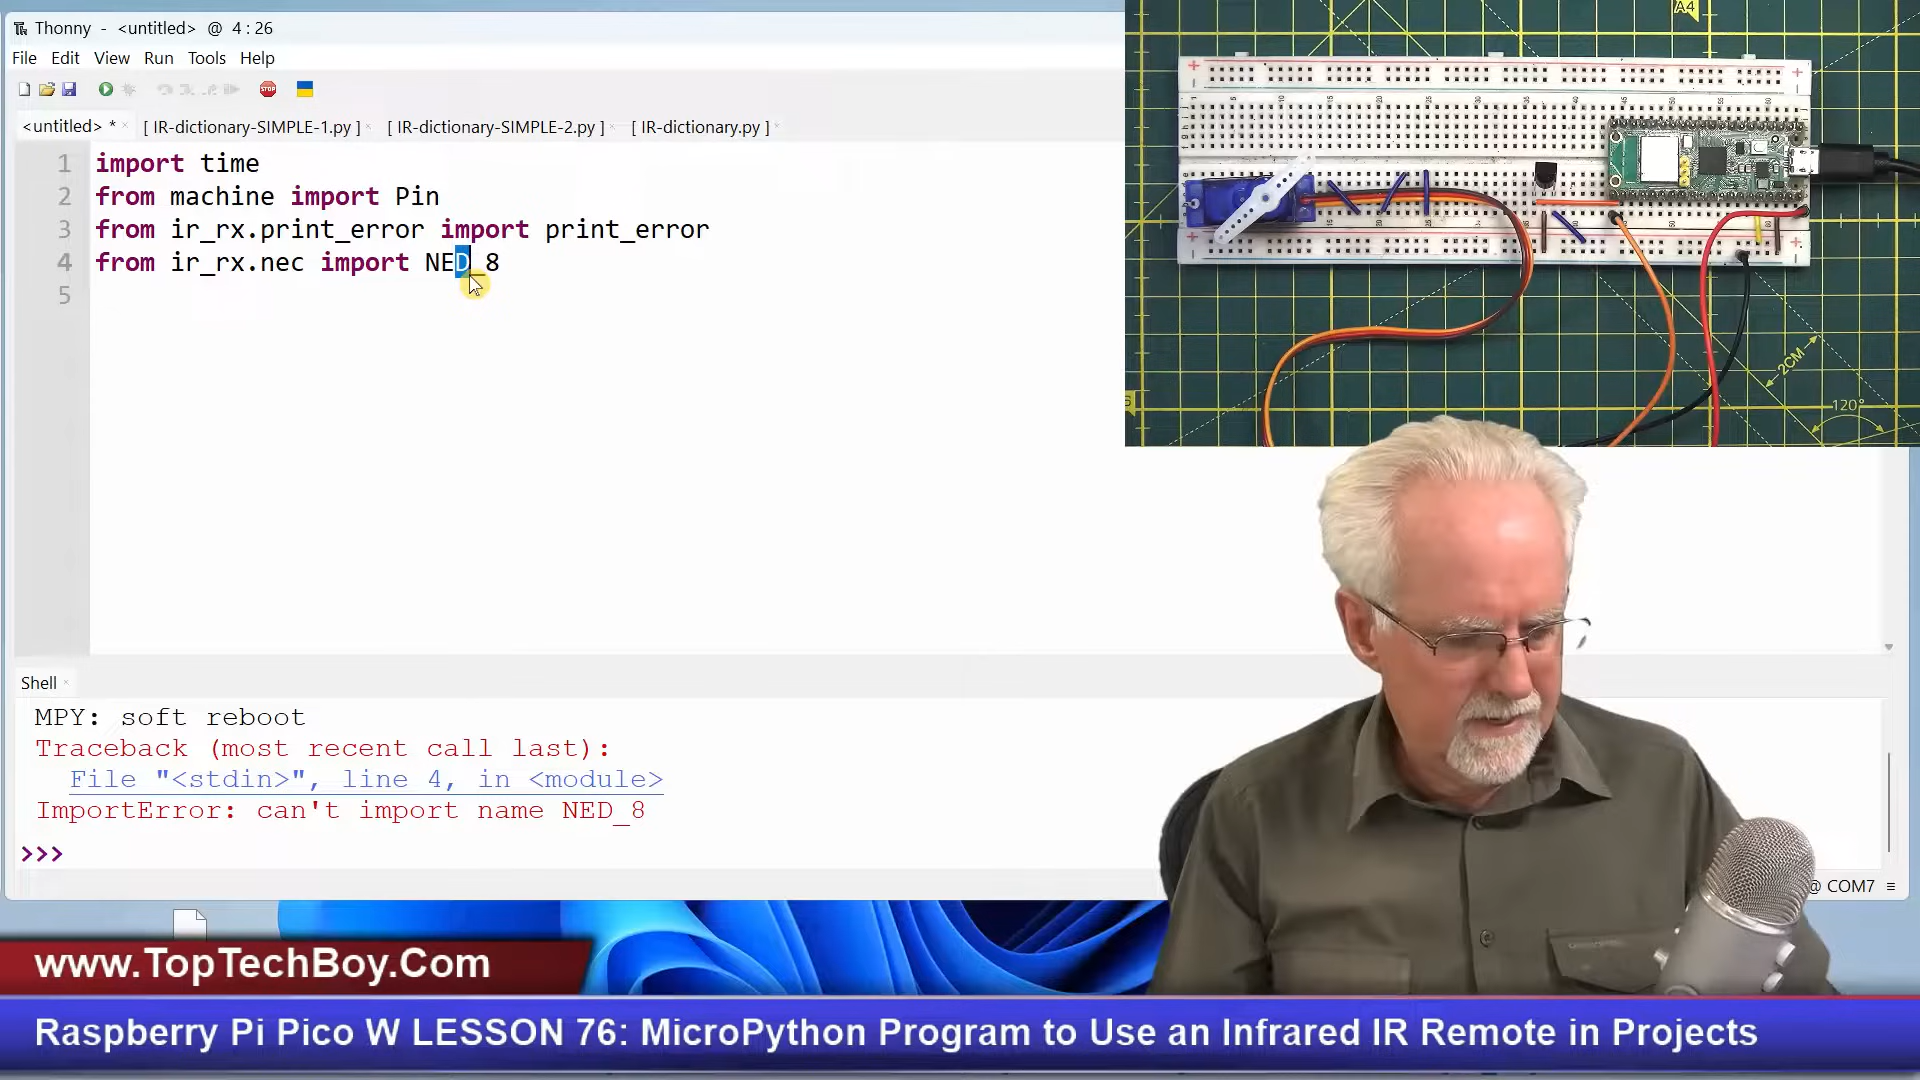 Thonny - <untitled> @ 4 : 26
File Edit View Run Tools Help
STOP
<untitled> * [ IR-dictionary-SIMPLE-1.py ] [ IR-dictionary-SIMPLE-2.py ] [ IR-dictionary.py ]
1 import time
2 from machine import Pin
3 from ir_rx.print_error import print_error
4 from ir_rx.nec import NED_8
5
Shell
MPY: soft reboot
Traceback (most recent call last):
File "<stdin>", line 4, in <module>
ImportError: can't import name NED_8
>>>
@ COM7 ≡
A4
2CM
120°
www.TopTechBoy.Com
Raspberry Pi Pico W LESSON 76: MicroPython Program to Use an Infrared IR Remote in Projects